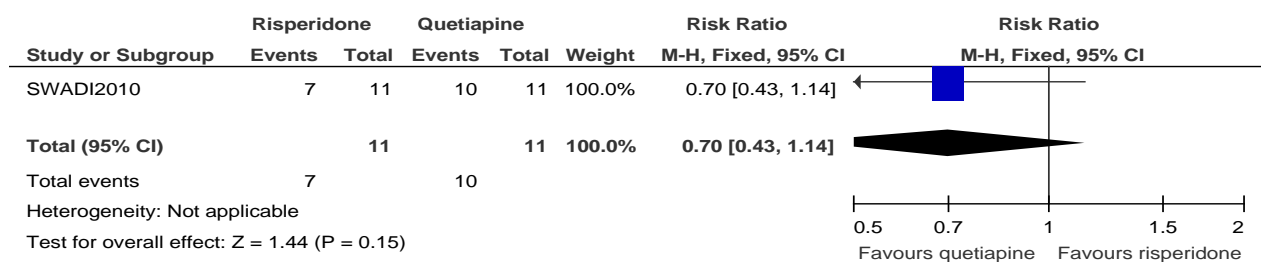 Risperidone Quetiapine Risk Ratio Risk Ratio
Study or Subgroup Events Total Events Total Weight M-H, Fixed, 95% CI M-H, Fixed, 95% CI
SWADI2010 7 11 10 11 100.0% 0.70 [0.43, 1.14]
Total (95% CI) 11 11 100.0% 0.70 [0.43, 1.14]
Total events 7 10
Heterogeneity: Not applicable
Test for overall effect: Z = 1.44 (P = 0.15)
0.5 0.7 1 1.5 2
Favours quetiapine Favours risperidone